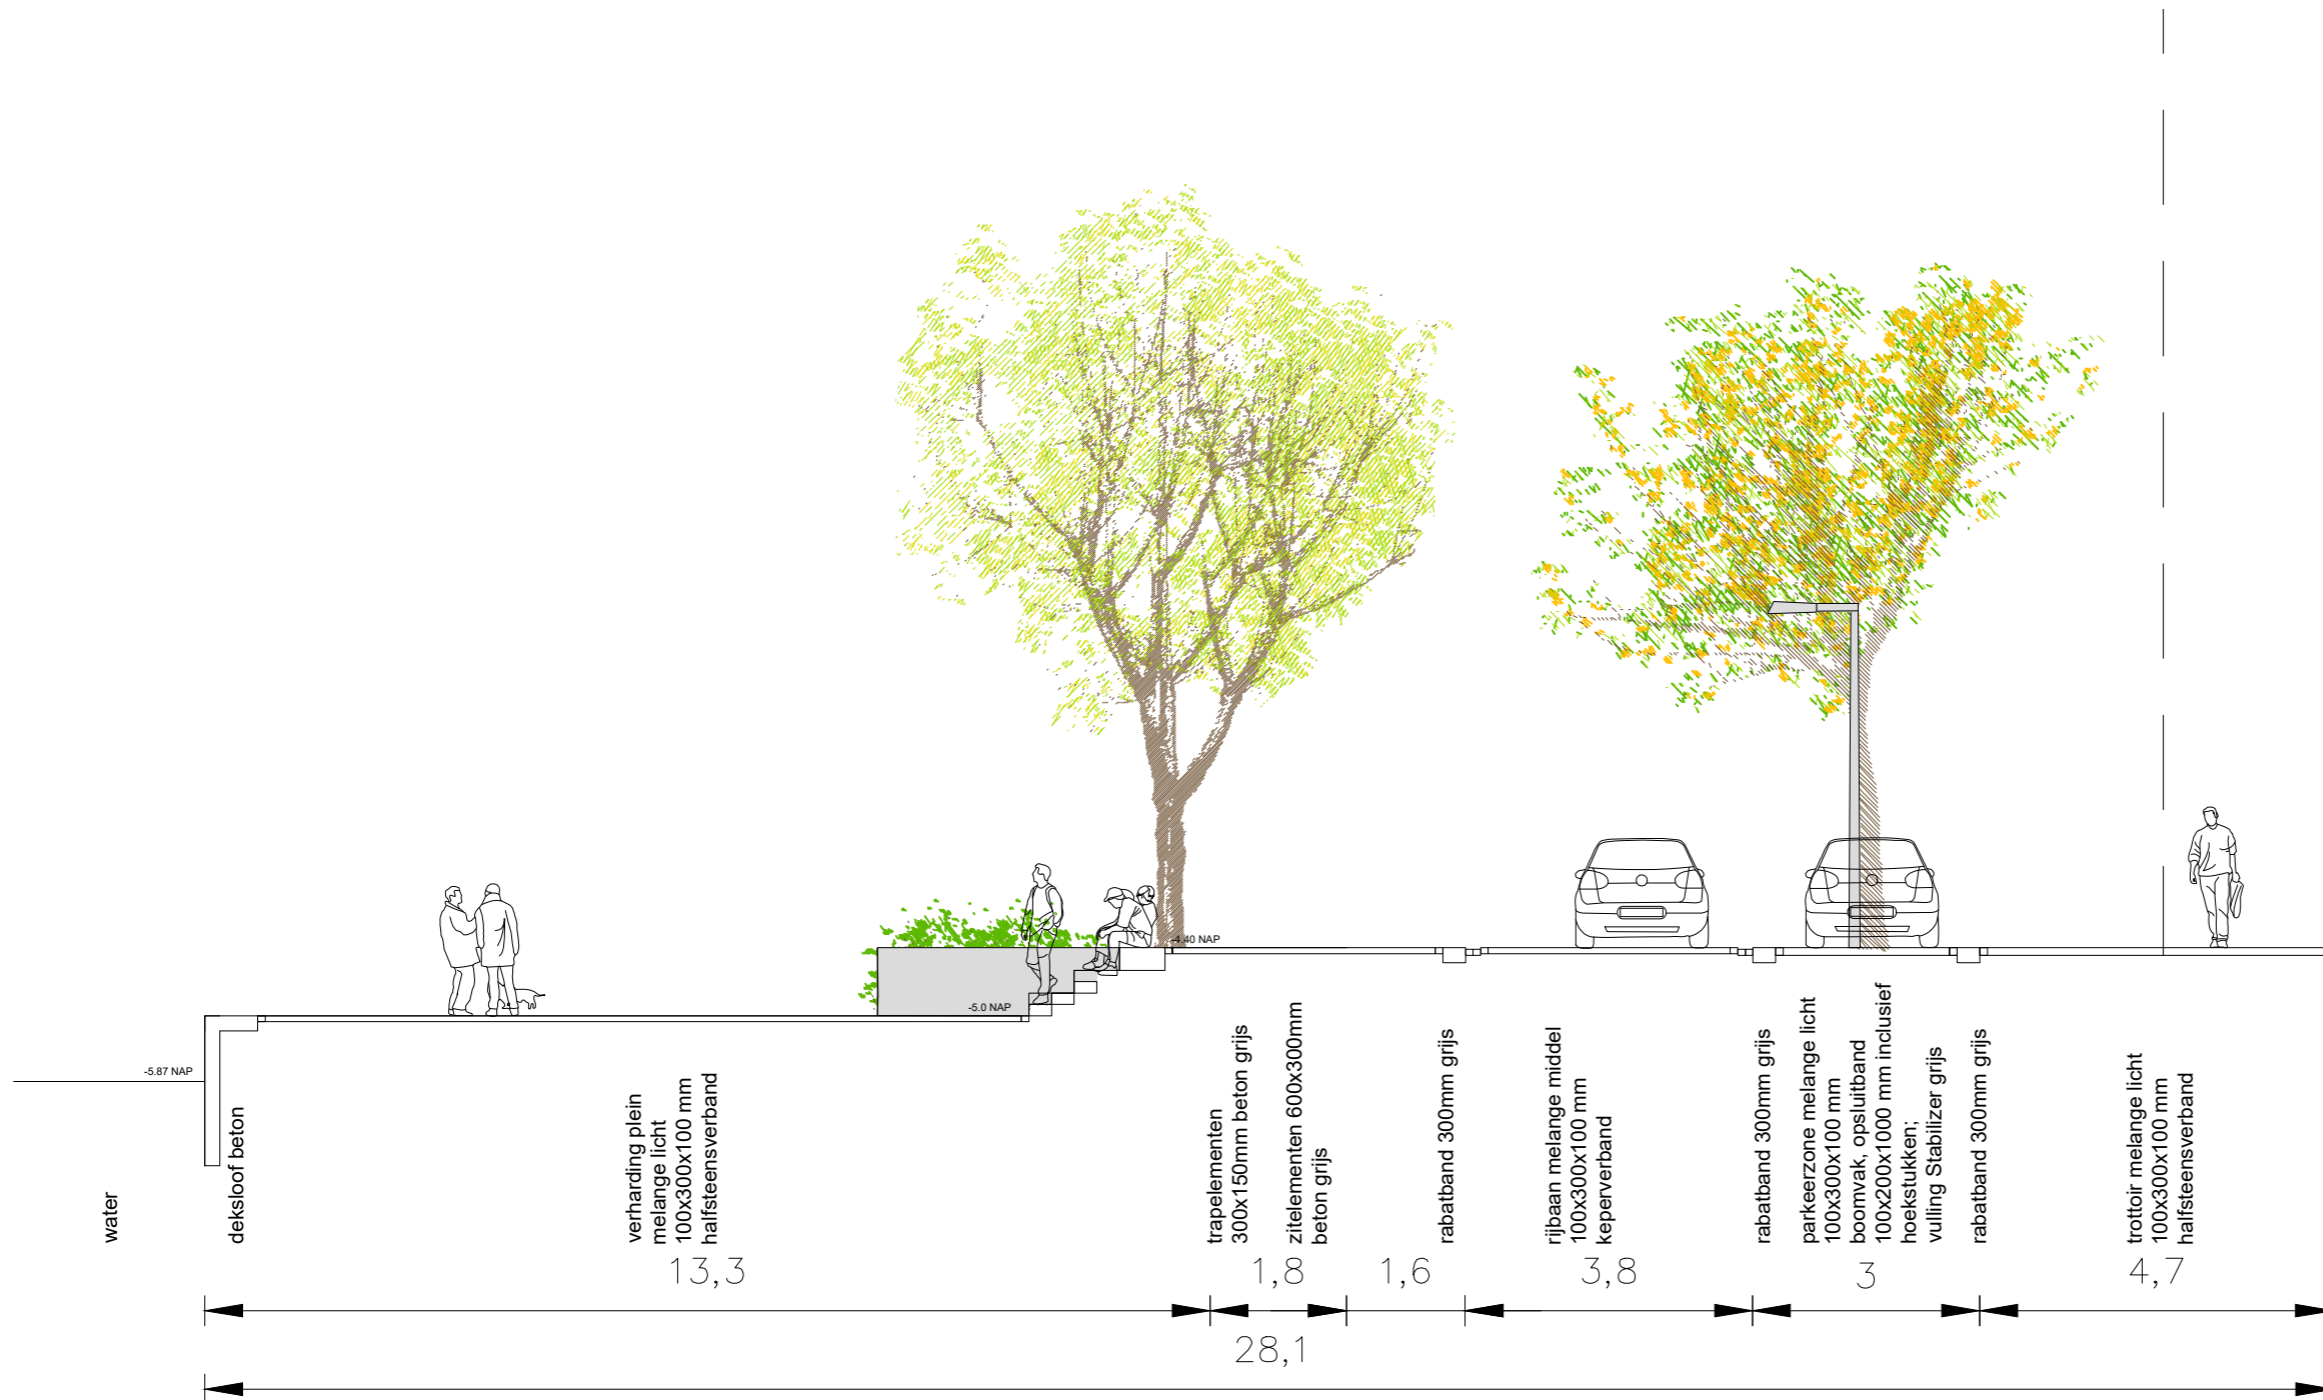 -4.40 NAP
-5.0 NAP
-5.87 NAP
water
deksloof beton
verharding plein
melange licht
100x300x100 mm
halfsteensverband
trapelementen
300x150mm beton grijs
zitelementen 600x300mm
beton grijs
rabatband 300mm grijs
rijbaan melange middel
100x300x100 mm
keperverband
rabatband 300mm grijs
parkeerzone melange licht
100x300x100 mm
boomvak, opsluitband
100x200x1000 mm inclusief
hoekstukken;
vulling Stabilizer grijs
rabatband 300mm grijs
trottoir melange licht
100x300x100 mm
halfsteensverband
13,3
1,8
1,6
3,8
3
4,7
28,1